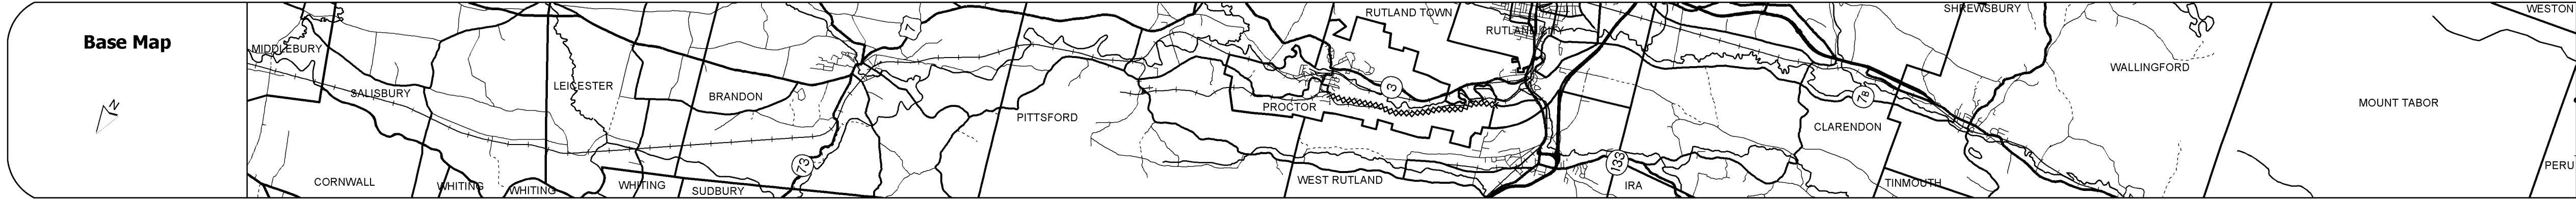 Base Map
N
MIDDLEBURY
SALISBURY
CORNWALL
WHITING
WHITING
LEICESTER
WHITING
SUDBURY
BRANDON
73
7
PITTSFORD
PROCTOR
WEST RUTLAND
3
RUTLAND TOWN
RUTLAND CITY
133
IRA
CLARENDON
7B
TINMOUTH
SHREWSBURY
WALLINGFORD
MOUNT TABOR
WESTON
PERU